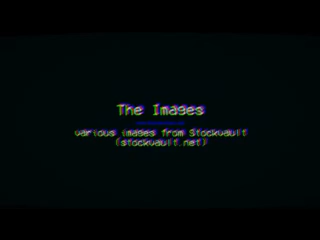 The Images
various images from Stockvault
(stockvault.net)